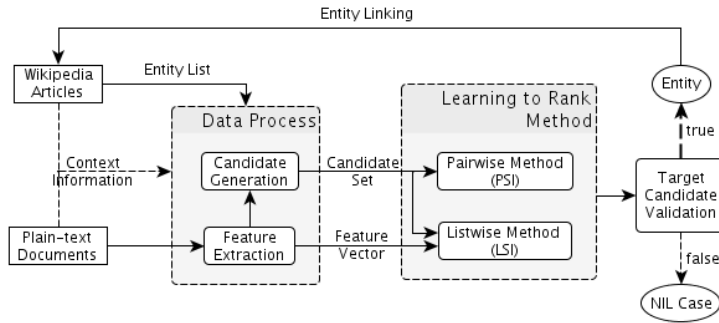 Entity Linking
Wikipedia
Articles
Entity List
Entity
Data Process
Learning to Rank
Method
true
Context
Information
Candidate
Generation
Candidate
Set
Pairwise Method
(PSI)
Target
Candidate
Validation
Plain-text
Documents
Feature
Extraction
Feature
Vector
Listwise Method
(LSI)
false
NIL Case